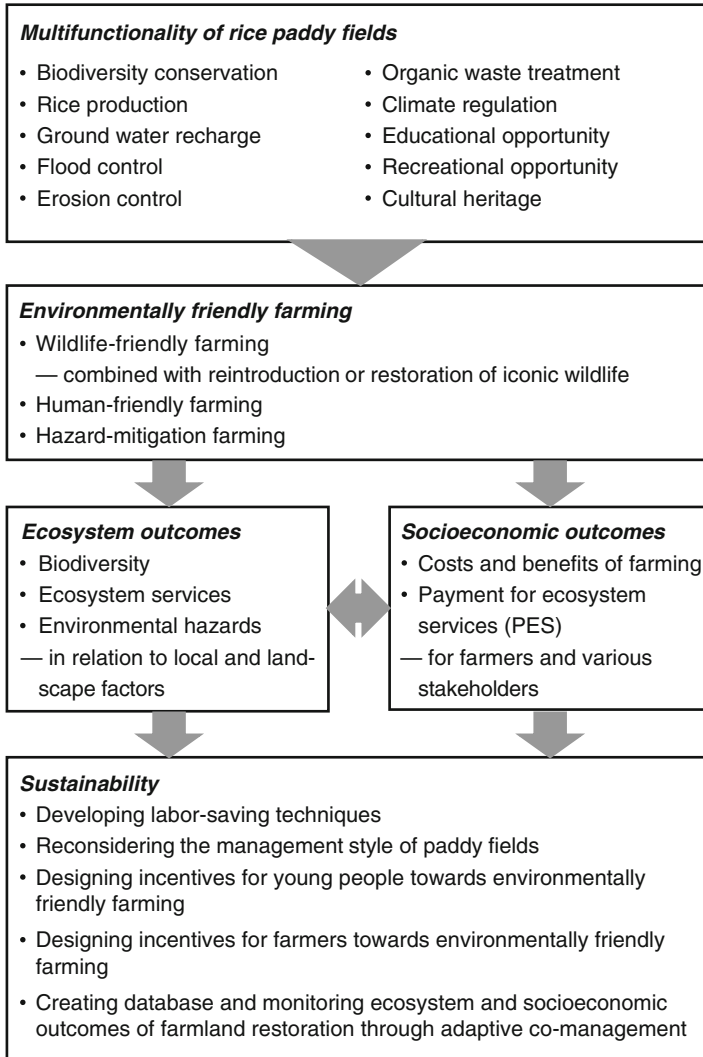 Multifunctionality of rice paddy fields
• Biodiversity conservation
• Rice production
• Ground water recharge
• Flood control
• Erosion control
• Organic waste treatment
• Climate regulation
• Educational opportunity
• Recreational opportunity
• Cultural heritage
Environmentally friendly farming
• Wildlife-friendly farming
— combined with reintroduction or restoration of iconic wildlife
• Human-friendly farming
• Hazard-mitigation farming
Ecosystem outcomes
• Biodiversity
• Ecosystem services
• Environmental hazards
— in relation to local and land-
scape factors
Socioeconomic outcomes
• Costs and benefits of farming
• Payment for ecosystem
services (PES)
— for farmers and various
stakeholders
Sustainability
• Developing labor-saving techniques
• Reconsidering the management style of paddy fields
• Designing incentives for young people towards environmentally
friendly farming
• Designing incentives for farmers towards environmentally friendly
farming
• Creating database and monitoring ecosystem and socioeconomic
outcomes of farmland restoration through adaptive co-management